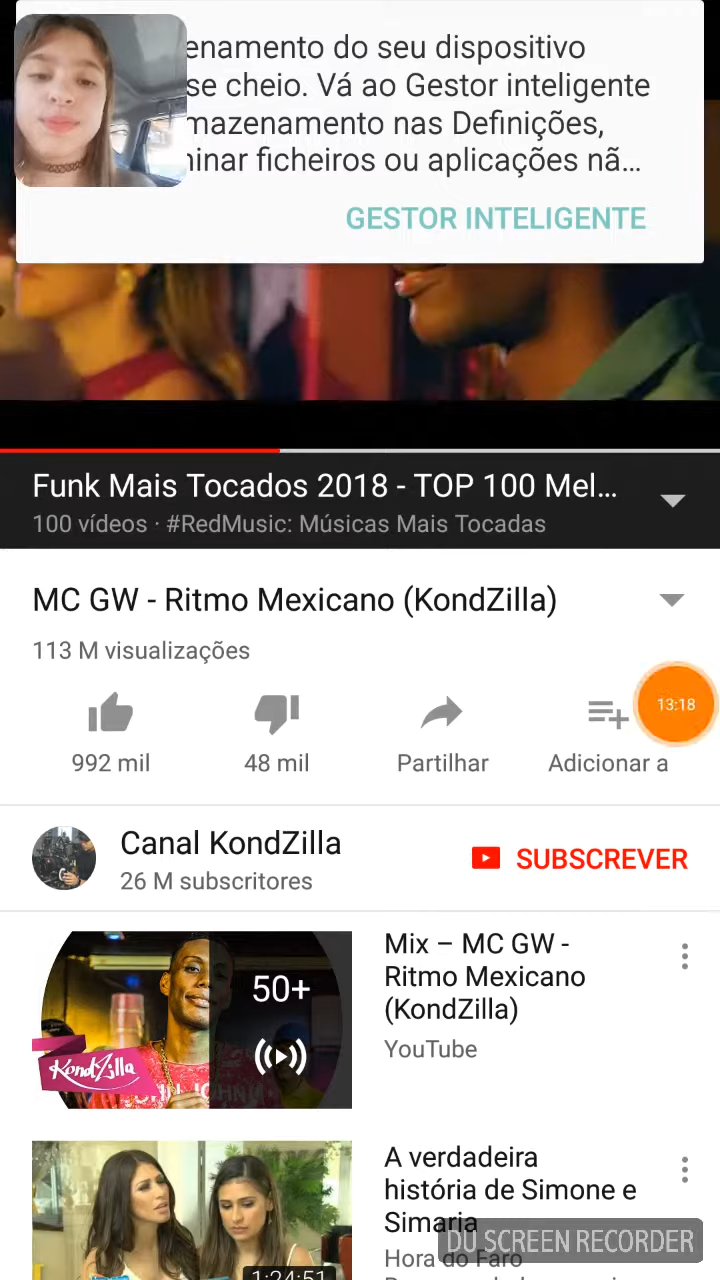 enamento do seu dispositivo
se cheio. Vá ao Gestor inteligente
mazenamento nas Definições,
inar ficheiros ou aplicações nã...
GESTOR INTELIGENTE
Funk Mais Tocados 2018 - TOP 100 Mel...
100 vídeos · #RedMusic: Músicas Mais Tocadas
MC GW - Ritmo Mexicano (KondZilla)
113 M visualizações
13:18
992 mil
48 mil
Partilhar
Adicionar a
Canal KondZilla
26 M subscritores
SUBSCREVER
50+
KondZilla
Mix – MC GW -
Ritmo Mexicano
(KondZilla)
YouTube
A verdadeira
história de Simone e
Simaria
Hora do Faro
1:24:51
DU SCREEN RECORDER